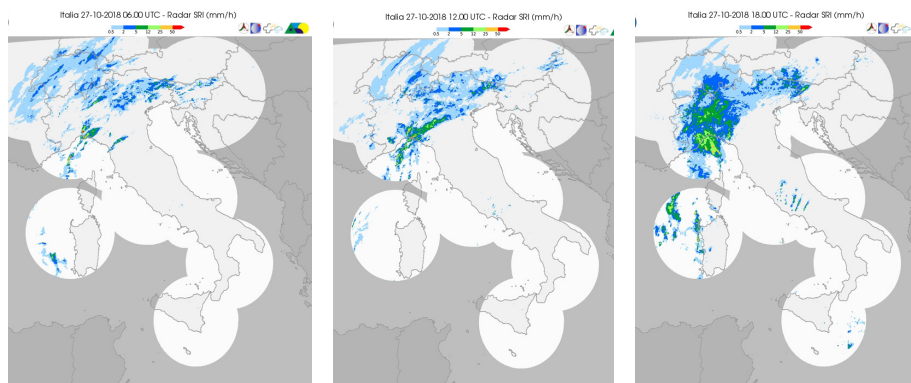 Italia 27-10-2018 06:00 UTC - Radar SRI (mm/h)
0.5 2 5 12 25 50
Italia 27-10-2018 12:00 UTC - Radar SRI (mm/h)
0.5 2 5 12 25 50
Italia 27-10-2018 18:00 UTC - Radar SRI (mm/h)
0.5 2 5 12 25 50